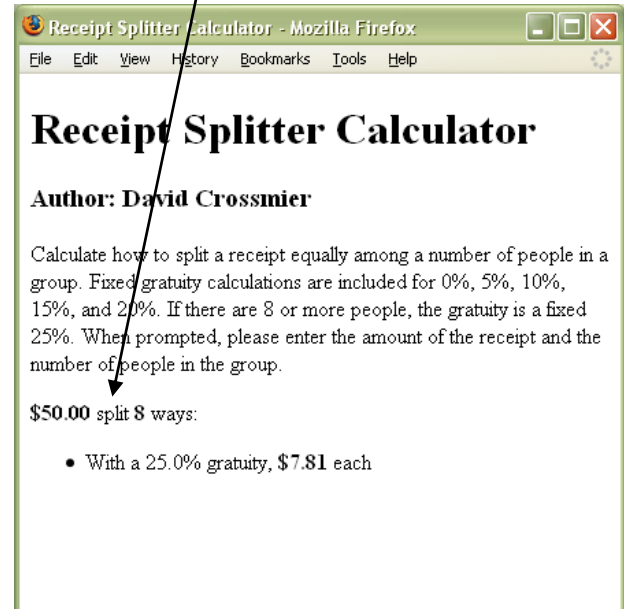 Receipt Splitter Calculator - Mozilla Firefox
File Edit View History Bookmarks Tools Help
Receipt Splitter Calculator
Author: David Crossmier
Calculate how to split a receipt equally among a number of people in a
group. Fixed gratuity calculations are included for 0%, 5%, 10%,
15%, and 20%. If there are 8 or more people, the gratuity is a fixed
25%. When prompted, please enter the amount of the receipt and the
number of people in the group.
$50.00 split 8 ways:
• With a 25.0% gratuity, $7.81 each